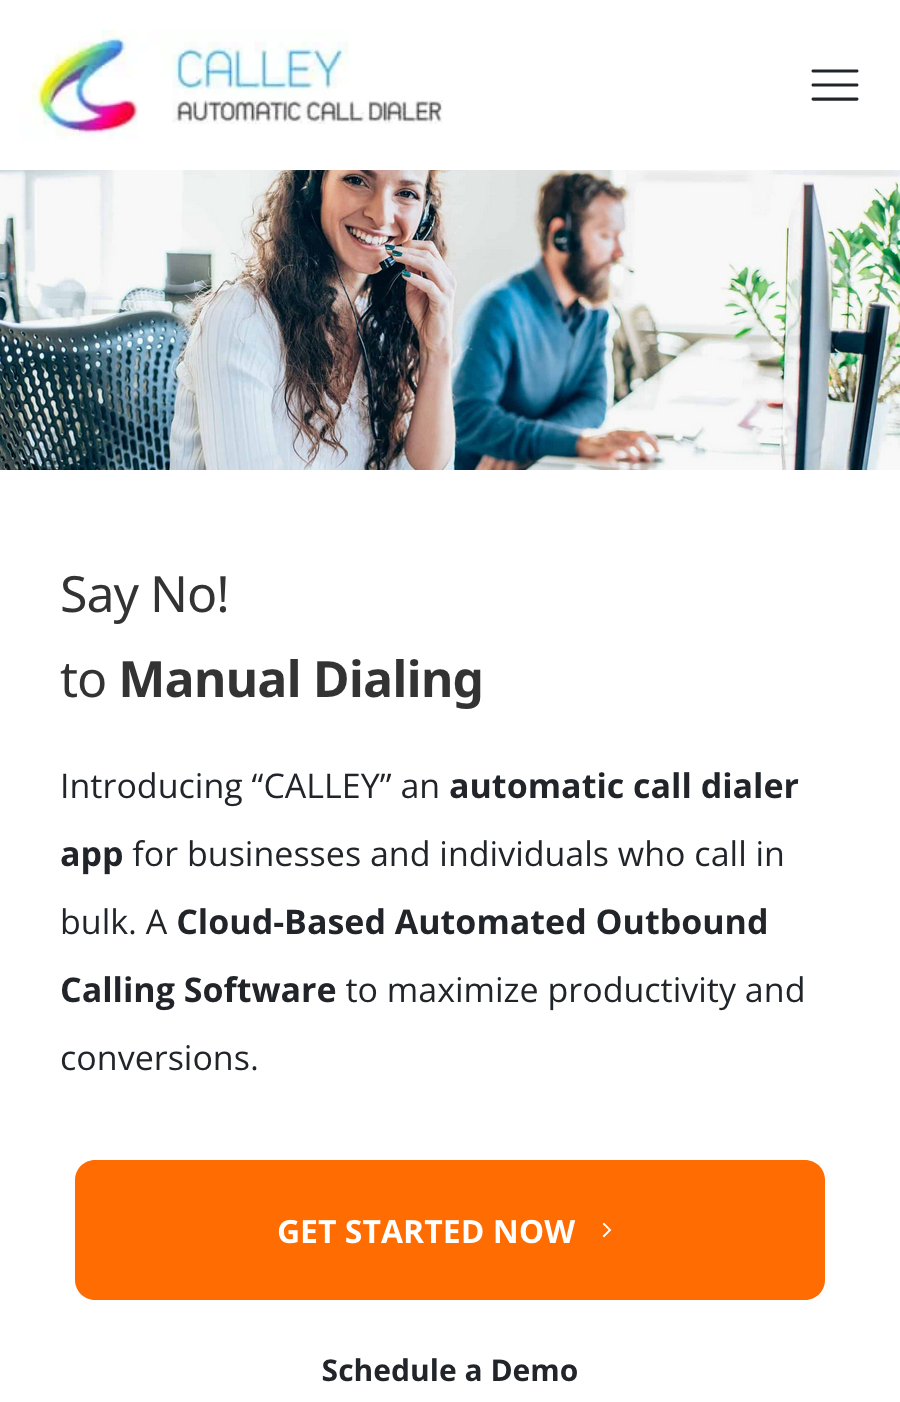 CALLEY
AUTOMATIC CALL DIALER
Say No!
to Manual Dialing
Introducing “CALLEY” an automatic call dialer
app for businesses and individuals who call in
bulk. A Cloud-Based Automated Outbound
Calling Software to maximize productivity and
conversions.
GET STARTED NOW
Schedule a Demo